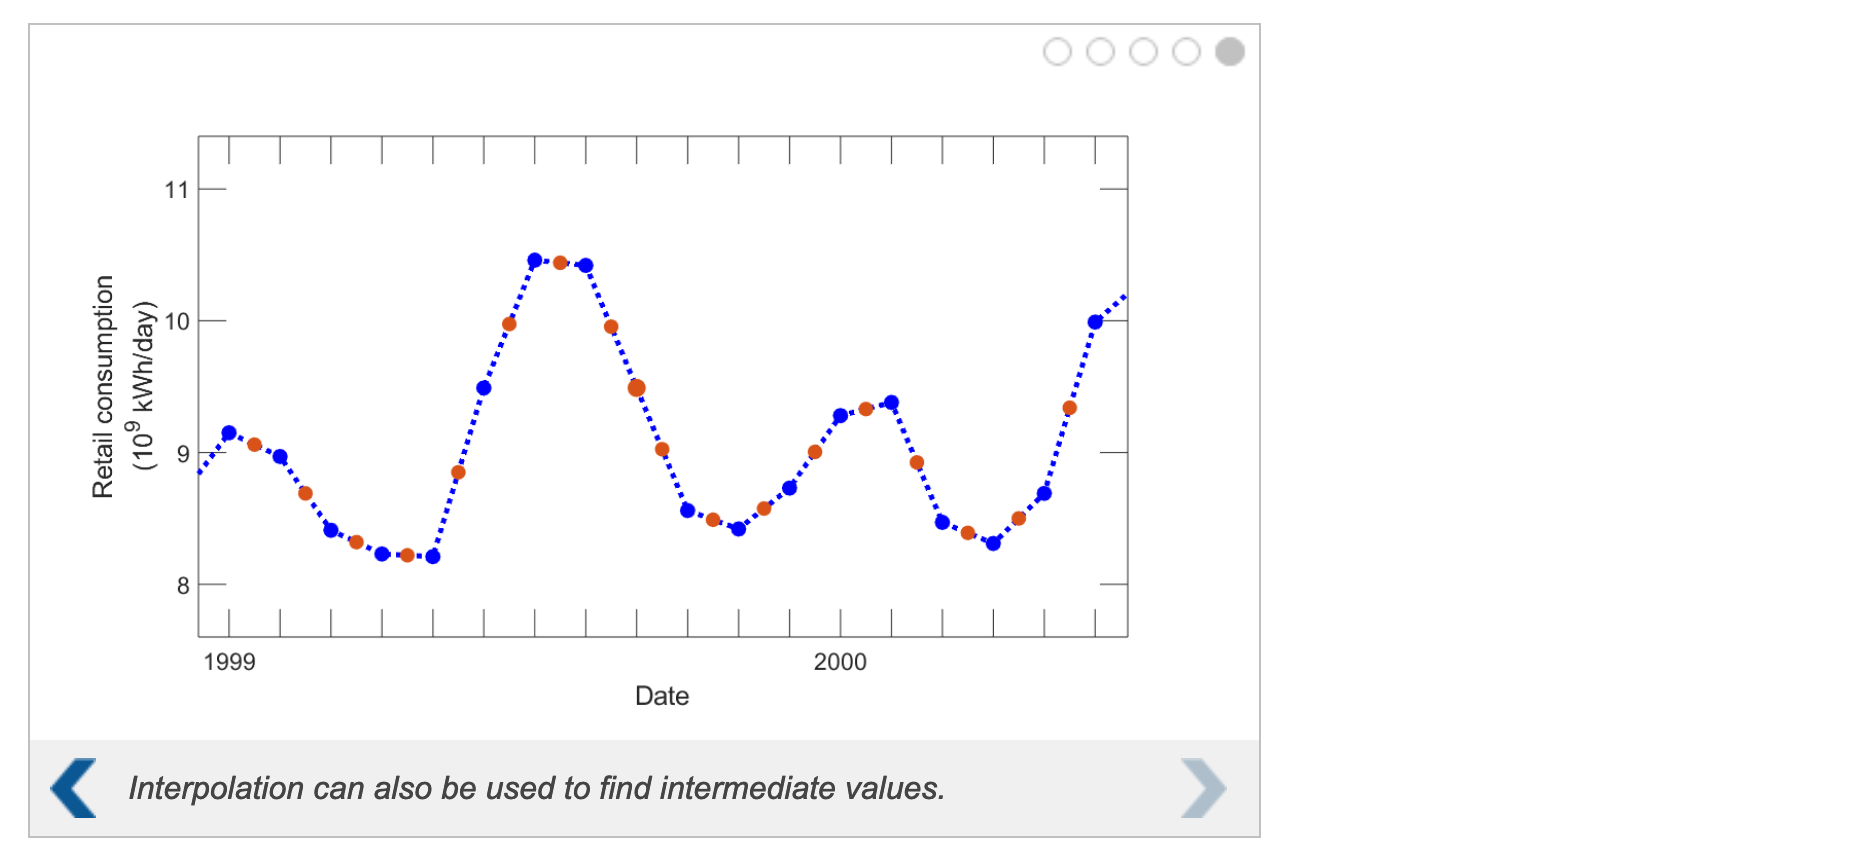 11
10
9
8
Retail consumption
(10⁹ kWh/day)
1999
2000
Date
Interpolation can also be used to find intermediate values.